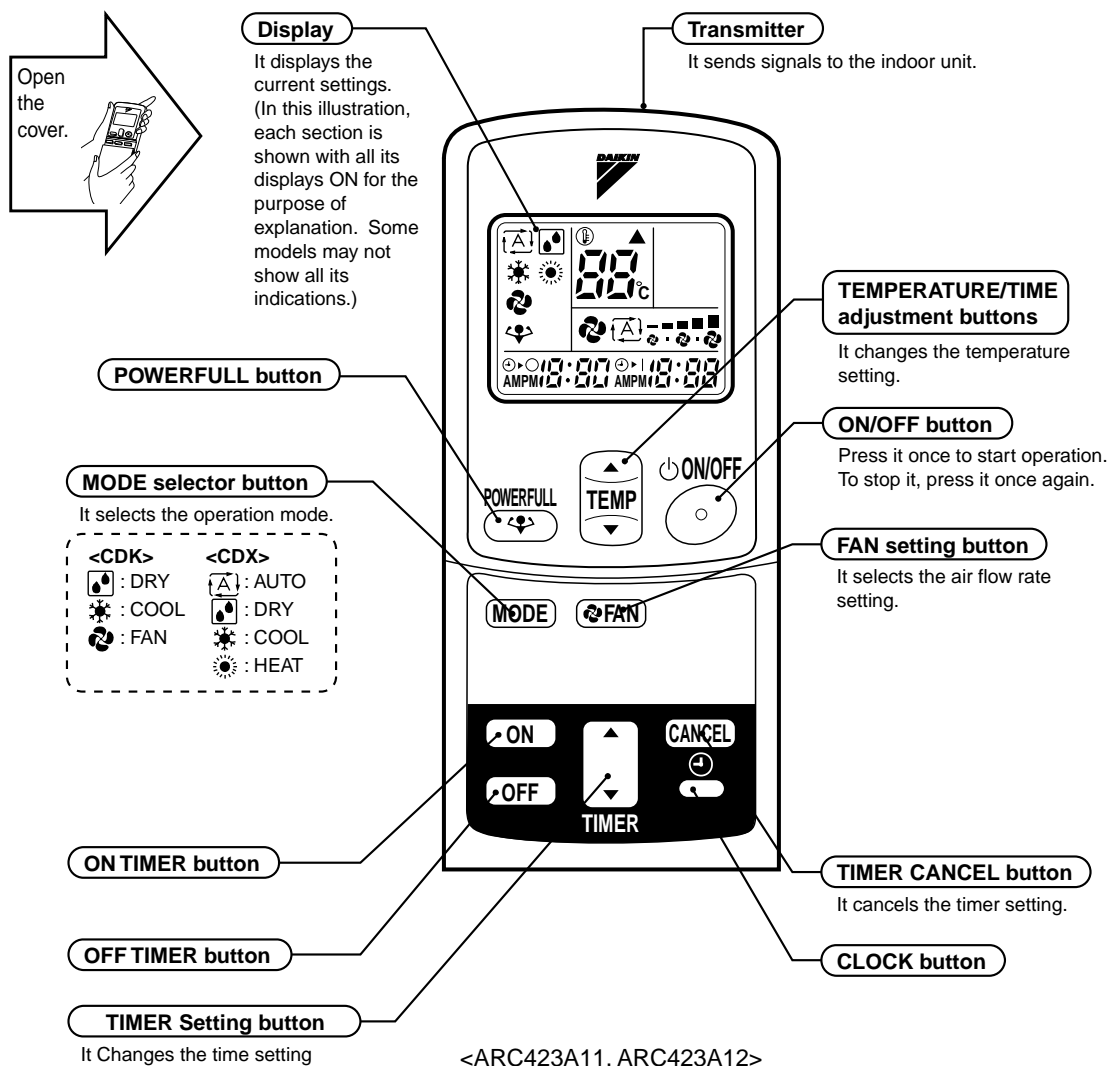 Open
the
cover.
Display
It displays the
current settings.
(In this illustration,
each section is
shown with all its
displays ON for the
purpose of
explanation. Some
models may not
show all its
indications.)
Transmitter
It sends signals to the indoor unit.
DAIKIN
A
88°C
A
AMPM 18:80 AMPM 18:88
TEMPERATURE/TIME
adjustment buttons
It changes the temperature
setting.
POWERFULL button
ON/OFF button
Press it once to start operation.
To stop it, press it once again.
POWERFULL
TEMP
ON/OFF
MODE selector button
It selects the operation mode.
<CDK> <CDX>
: DRY A : AUTO
: COOL : DRY
: FAN : COOL
: HEAT
FAN setting button
It selects the air flow rate
setting.
MODE FAN
ON CANCEL
OFF
TIMER
ON TIMER button
TIMER CANCEL button
It cancels the timer setting.
OFF TIMER button
CLOCK button
TIMER Setting button
It Changes the time setting
<ARC423A11, ARC423A12>